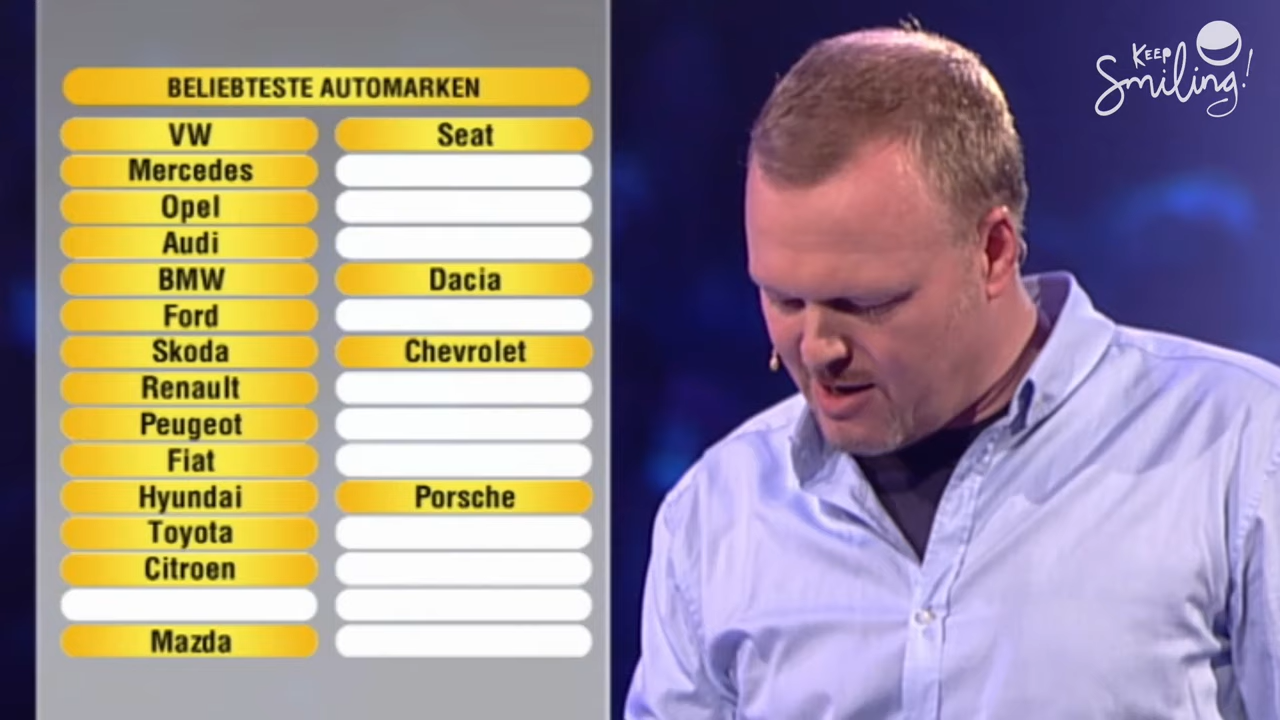 BELIEBTESTE AUTOMARKEN
VW
Mercedes
Opel
Audi
BMW
Ford
Skoda
Renault
Peugeot
Fiat
Hyundai
Toyota
Citroen
Mazda
Seat
Dacia
Chevrolet
Porsche
KEEP
Smiling!